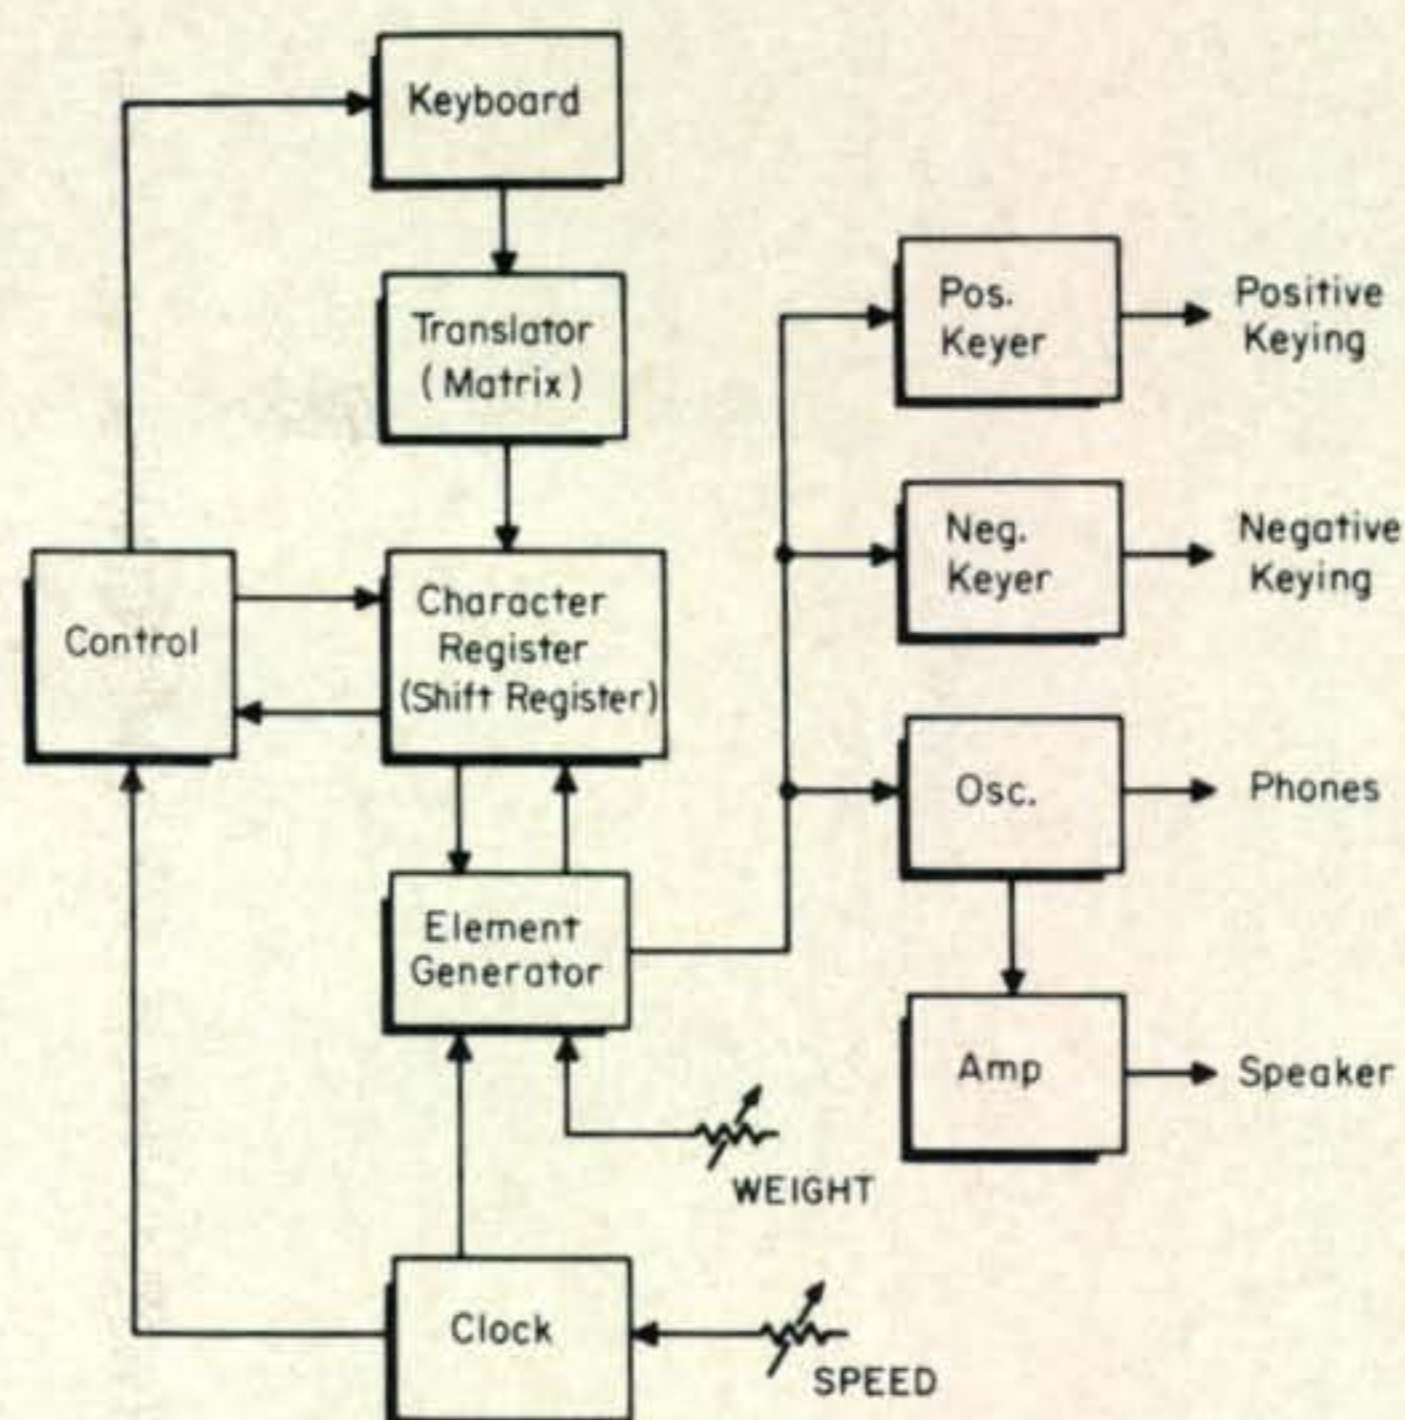 Keyboard
Translator
(Matrix)
Control
Character
Register
(Shift Register)
Element
Generator
WEIGHT
Clock
SPEED
Pos.
Keyer
Positive
Keying
Neg.
Keyer
Negative
Keying
Osc.
Phones
Amp
Speaker